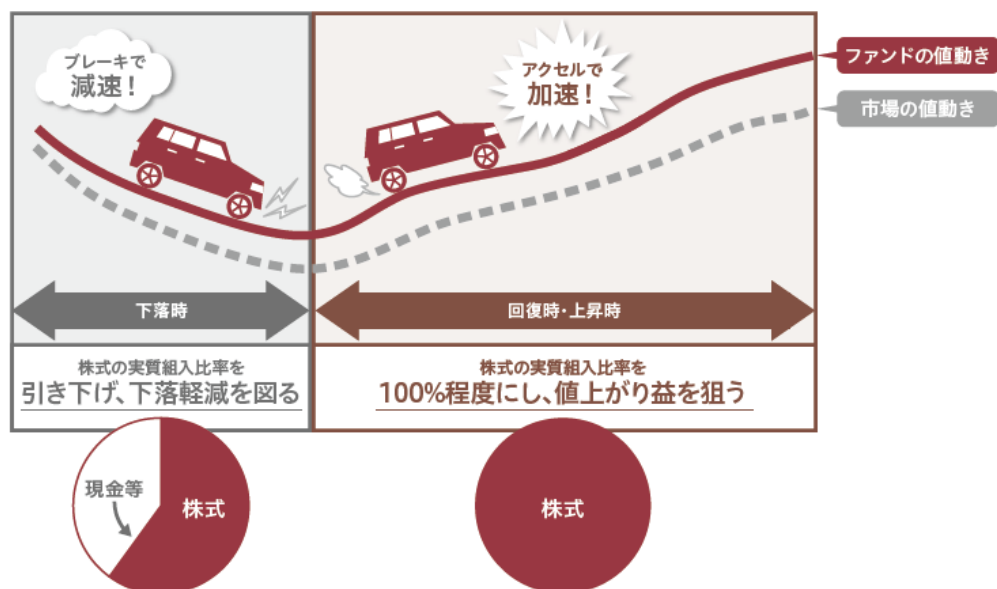 ブレーキで
減速！
アクセルで
加速！
ファンドの値動き
市場の値動き
下落時
回復時・上昇時
株式の実質組入比率を
引き下げ、下落軽減を図る
株式の実質組入比率を
100%程度にし、値上がり益を狙う
現金等
株式
株式